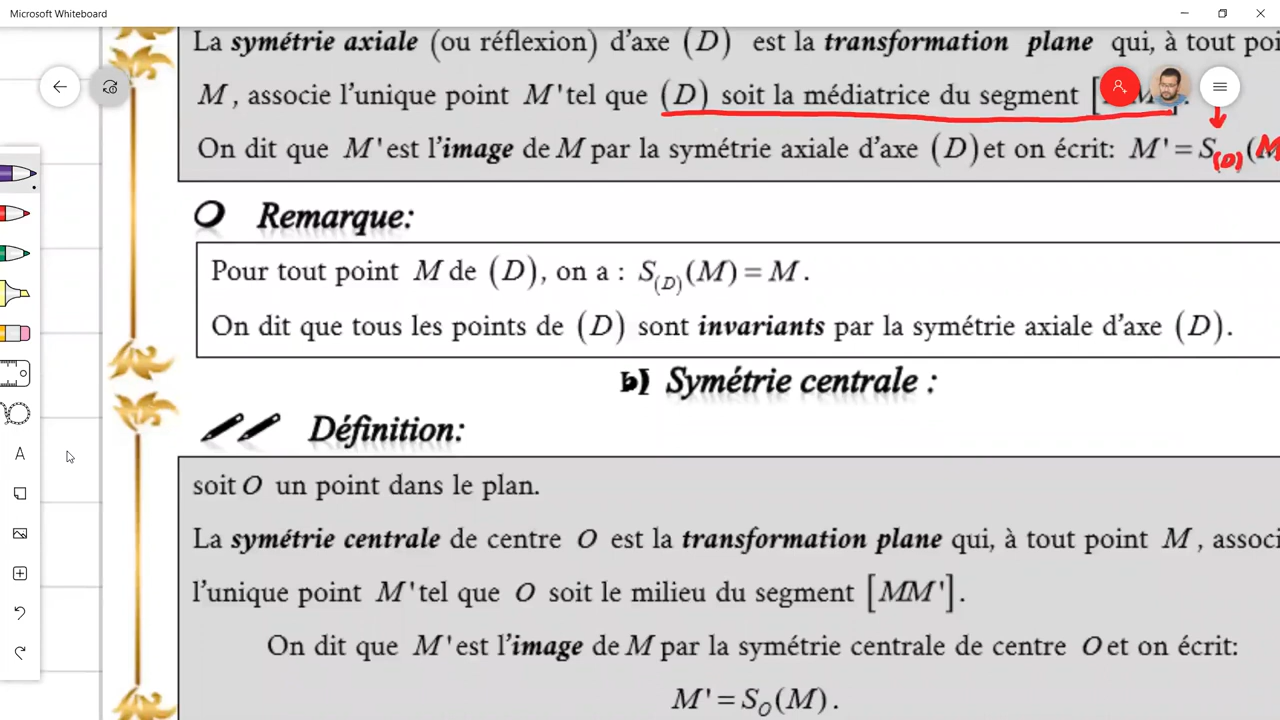 Microsoft Whiteboard
La symétrie axiale (ou réflexion) d'axe (D) est la transformation plane qui, à tout
M, associe l'unique point M' tel que (D) soit la médiatrice du segment [
On dit que M' est l'image de M par la symétrie axiale d'axe (D) et on écrit: M' = S(D) (M
Remarque:
Pour tout point M de (D), on a : S(D)(M) = M.
On dit que tous les points de (D) sont invariants par la symétrie axiale d'axe (D).
b) Symétrie centrale :
Définition:
soit O un point dans le plan.
La symétrie centrale de centre O est la transformation plane qui, à tout point M,
l'unique point M' tel que O soit le milieu du segment [MM'].
On dit que M' est l'image de M par la symétrie centrale de centre O et on écrit:
M' = SO(M).
A